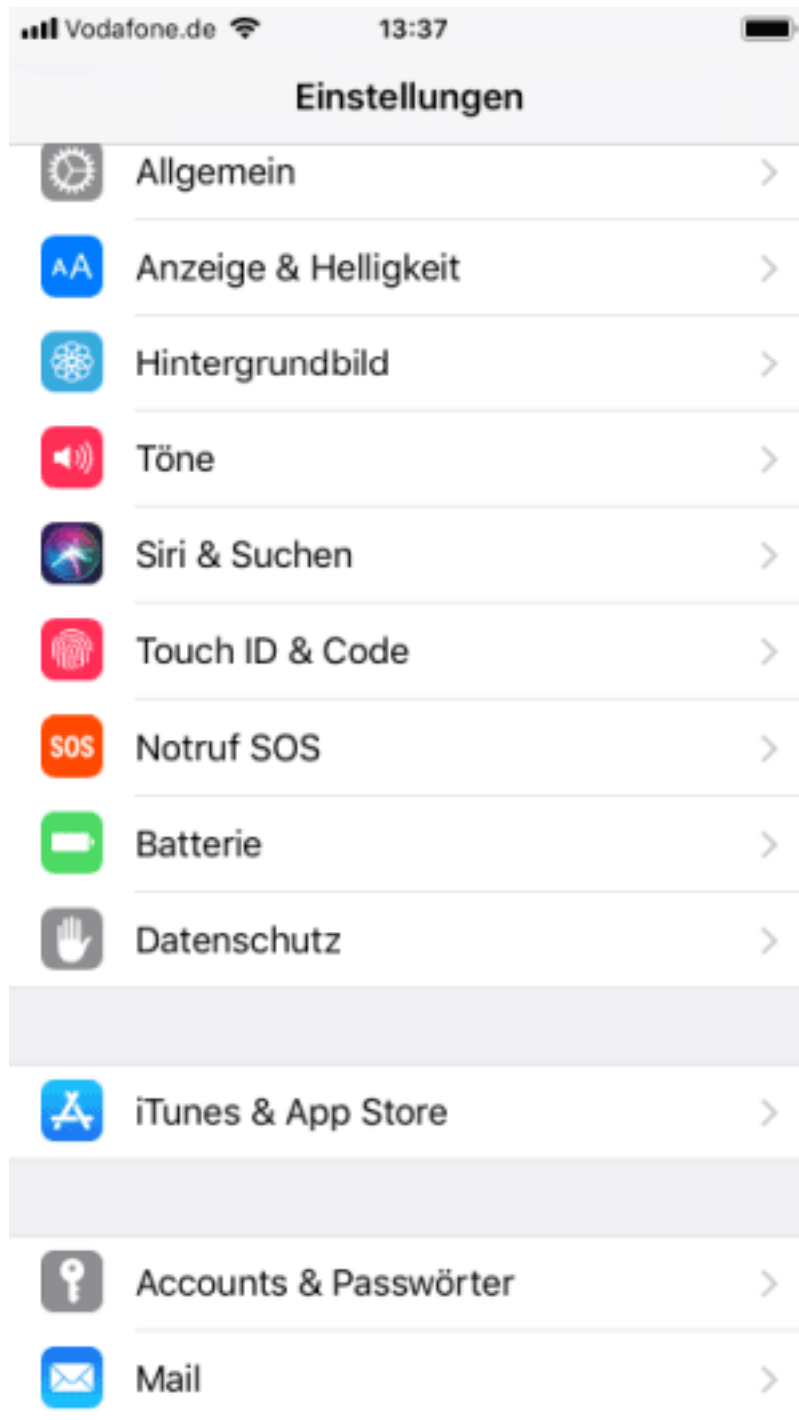 Vodafone.de 13:37
Einstellungen
Allgemein
AA Anzeige & Helligkeit
Hintergrundbild
Töne
Siri & Suchen
Touch ID & Code
SOS Notruf SOS
Batterie
Datenschutz
iTunes & App Store
Accounts & Passwörter
Mail